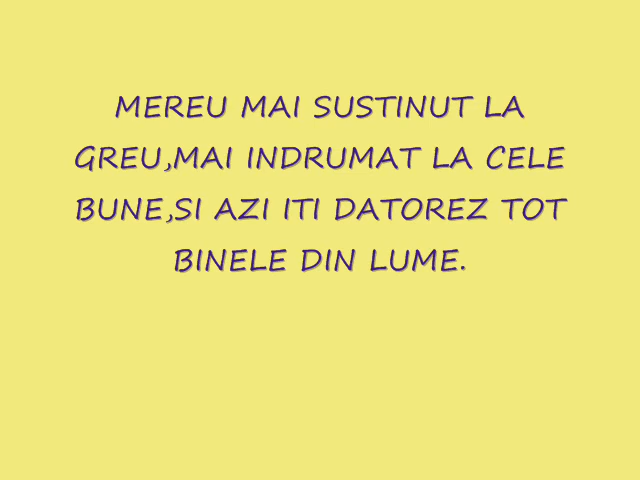 MEREU MAI SUSTINUT LA
GREU,MAI INDRUMAT LA CELE
BUNE,SI AZI ITI DATOREZ TOT
BINELE DIN LUME.